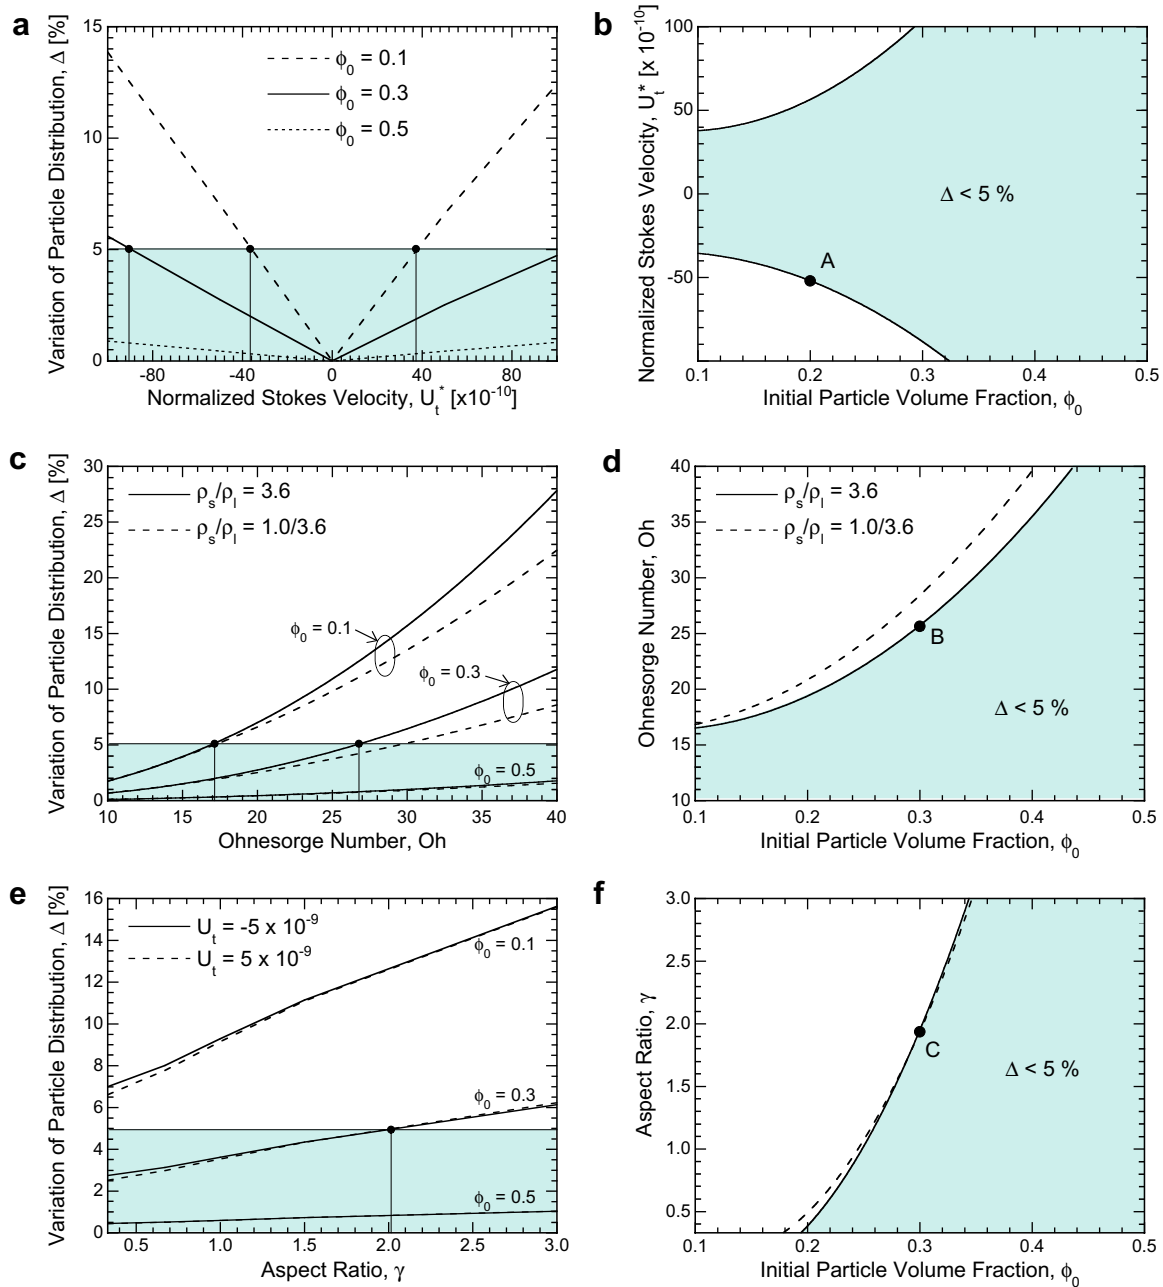 a
Variation of Particle Distribution, Δ [%]
15
10
5
0
ϕ0 = 0.1
ϕ0 = 0.3
ϕ0 = 0.5
-80 -40 0 40 80
Normalized Stokes Velocity, Ut* [x10-10]
b
Normalized Stokes Velocity, Ut* [x 10-10]
100
50
0
-50
Δ < 5 %
A
0.1 0.2 0.3 0.4 0.5
Initial Particle Volume Fraction, ϕ0
c
Variation of Particle Distribution, Δ [%]
30
25
20
15
10
5
0
ρs/ρl = 3.6
ρs/ρl = 1.0/3.6
ϕ0 = 0.1
ϕ0 = 0.3
ϕ0 = 0.5
10 15 20 25 30 35 40
Ohnesorge Number, Oh
d
Ohnesorge Number, Oh
40
35
30
25
20
15
10
ρs/ρl = 3.6
ρs/ρl = 1.0/3.6
B
Δ < 5 %
0.1 0.2 0.3 0.4 0.5
Initial Particle Volume Fraction, ϕ0
e
Variation of Particle Distribution, Δ [%]
16
14
12
10
8
6
4
2
0
Ut = -5 x 10-9
Ut = 5 x 10-9
ϕ0 = 0.1
ϕ0 = 0.3
ϕ0 = 0.5
0.5 1.0 1.5 2.0 2.5 3.0
Aspect Ratio, γ
f
Aspect Ratio, γ
3.0
2.5
2.0
1.5
1.0
0.5
C
Δ < 5 %
0.1 0.2 0.3 0.4 0.5
Initial Particle Volume Fraction, ϕ0